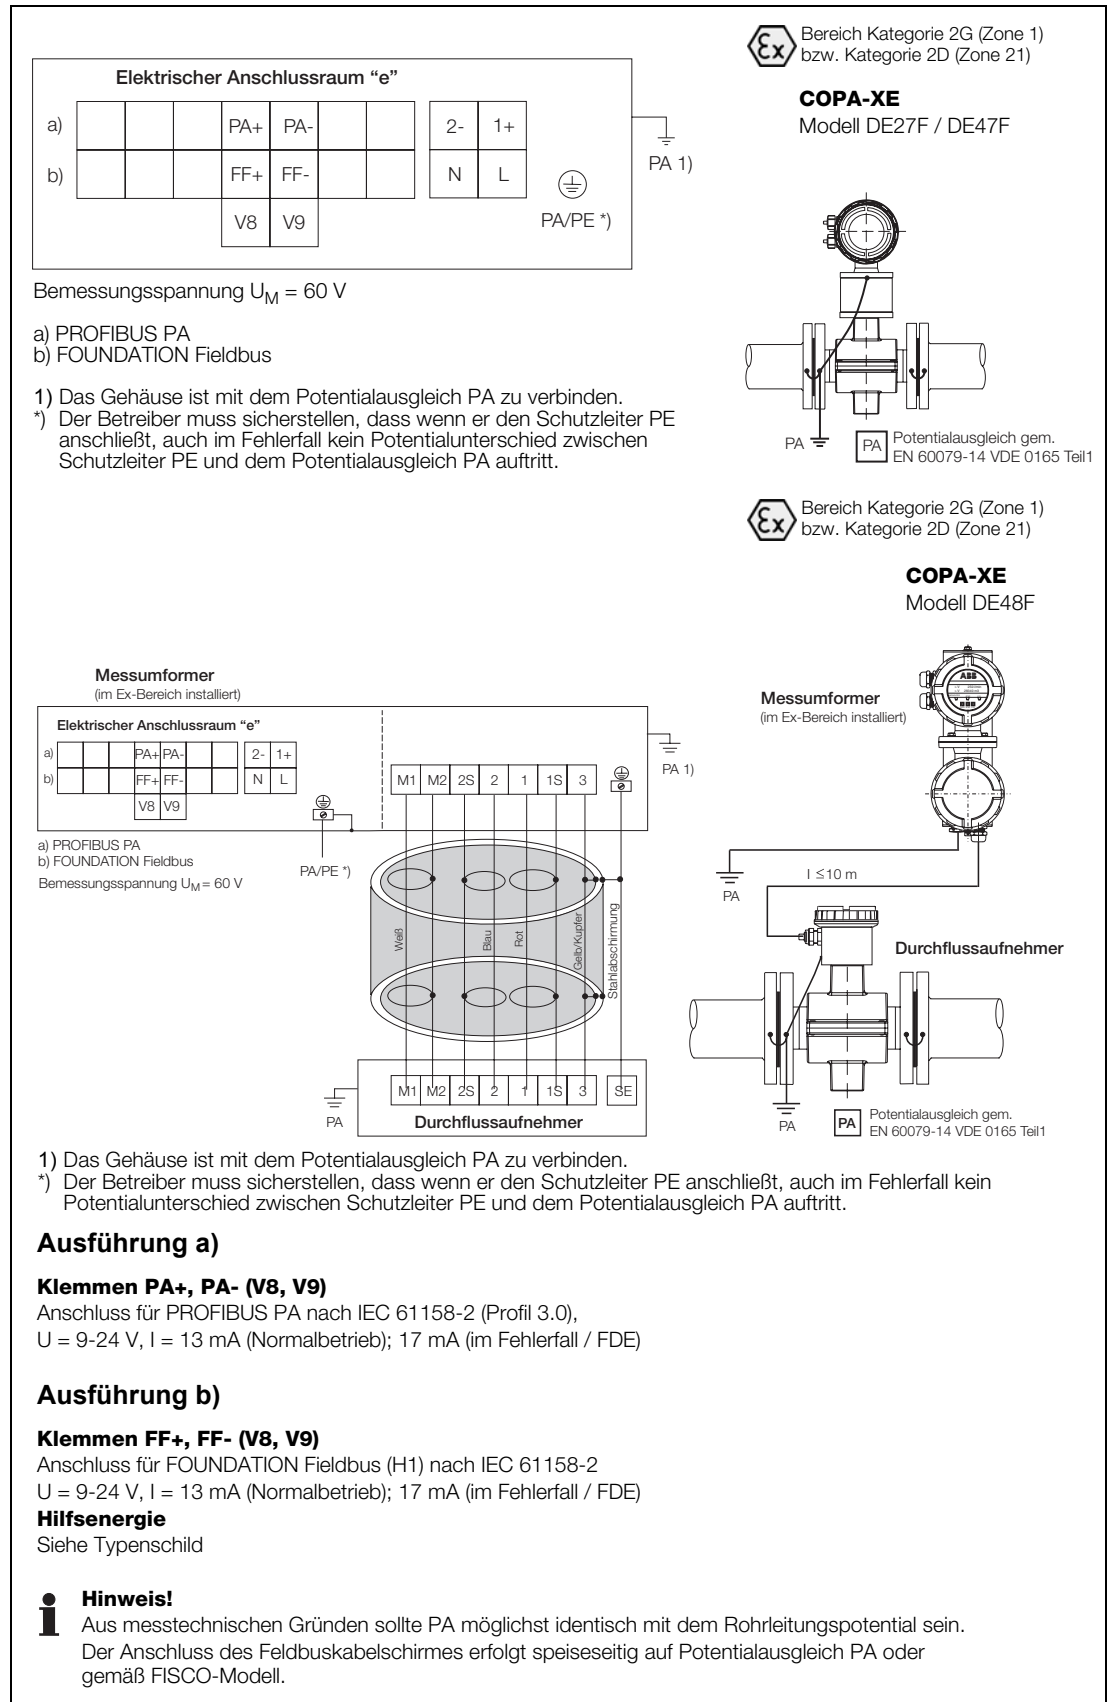 Bereich Kategorie 2G (Zone 1)
bzw. Kategorie 2D (Zone 21)
COPA-XE
Modell DE27F / DE47F
Elektrischer Anschlussraum “e”
a) PA+ PA- 2- 1+
b) FF+ FF- N L
V8 V9
PA/PE *)
PA 1)
Bemessungsspannung UM = 60 V
a) PROFIBUS PA
b) FOUNDATION Fieldbus
1) Das Gehäuse ist mit dem Potentialausgleich PA zu verbinden.
*) Der Betreiber muss sicherstellen, dass wenn er den Schutzleiter PE
anschließt, auch im Fehlerfall kein Potentialunterschied zwischen
Schutzleiter PE und dem Potentialausgleich PA auftritt.
PA
PA Potentialausgleich gem.
EN 60079-14 VDE 0165 Teil1
Bereich Kategorie 2G (Zone 1)
bzw. Kategorie 2D (Zone 21)
COPA-XE
Modell DE48F
Messumformer
(im Ex-Bereich installiert)
Elektrischer Anschlussraum “e”
a) PA+ PA- 2- 1+
b) FF+ FF- N L
V8 V9
M1 M2 2S 2 1 1S 3
PA 1)
a) PROFIBUS PA
b) FOUNDATION Fieldbus
Bemessungsspannung UM = 60 V
PA/PE *)
Weiß
Blau
Rot
Gelb/Kupfer
Stahlabschirmung
M1 M2 2S 2 1 1S 3 SE
PA
Durchflussaufnehmer
Messumformer
(im Ex-Bereich installiert)
ABB
PA
l ≤10 m
Durchflussaufnehmer
PA
PA Potentialausgleich gem.
EN 60079-14 VDE 0165 Teil1
1) Das Gehäuse ist mit dem Potentialausgleich PA zu verbinden.
*) Der Betreiber muss sicherstellen, dass wenn er den Schutzleiter PE anschließt, auch im Fehlerfall kein
Potentialunterschied zwischen Schutzleiter PE und dem Potentialausgleich PA auftritt.
Ausführung a)
Klemmen PA+, PA- (V8, V9)
Anschluss für PROFIBUS PA nach IEC 61158-2 (Profil 3.0),
U = 9-24 V, I = 13 mA (Normalbetrieb); 17 mA (im Fehlerfall / FDE)
Ausführung b)
Klemmen FF+, FF- (V8, V9)
Anschluss für FOUNDATION Fieldbus (H1) nach IEC 61158-2
U = 9-24 V, I = 13 mA (Normalbetrieb); 17 mA (im Fehlerfall / FDE)
Hilfsenergie
Siehe Typenschild
Hinweis!
Aus messtechnischen Gründen sollte PA möglichst identisch mit dem Rohrleitungspotential sein.
Der Anschluss des Feldbuskabelschirmes erfolgt speiseseitig auf Potentialausgleich PA oder
gemäß FISCO-Modell.